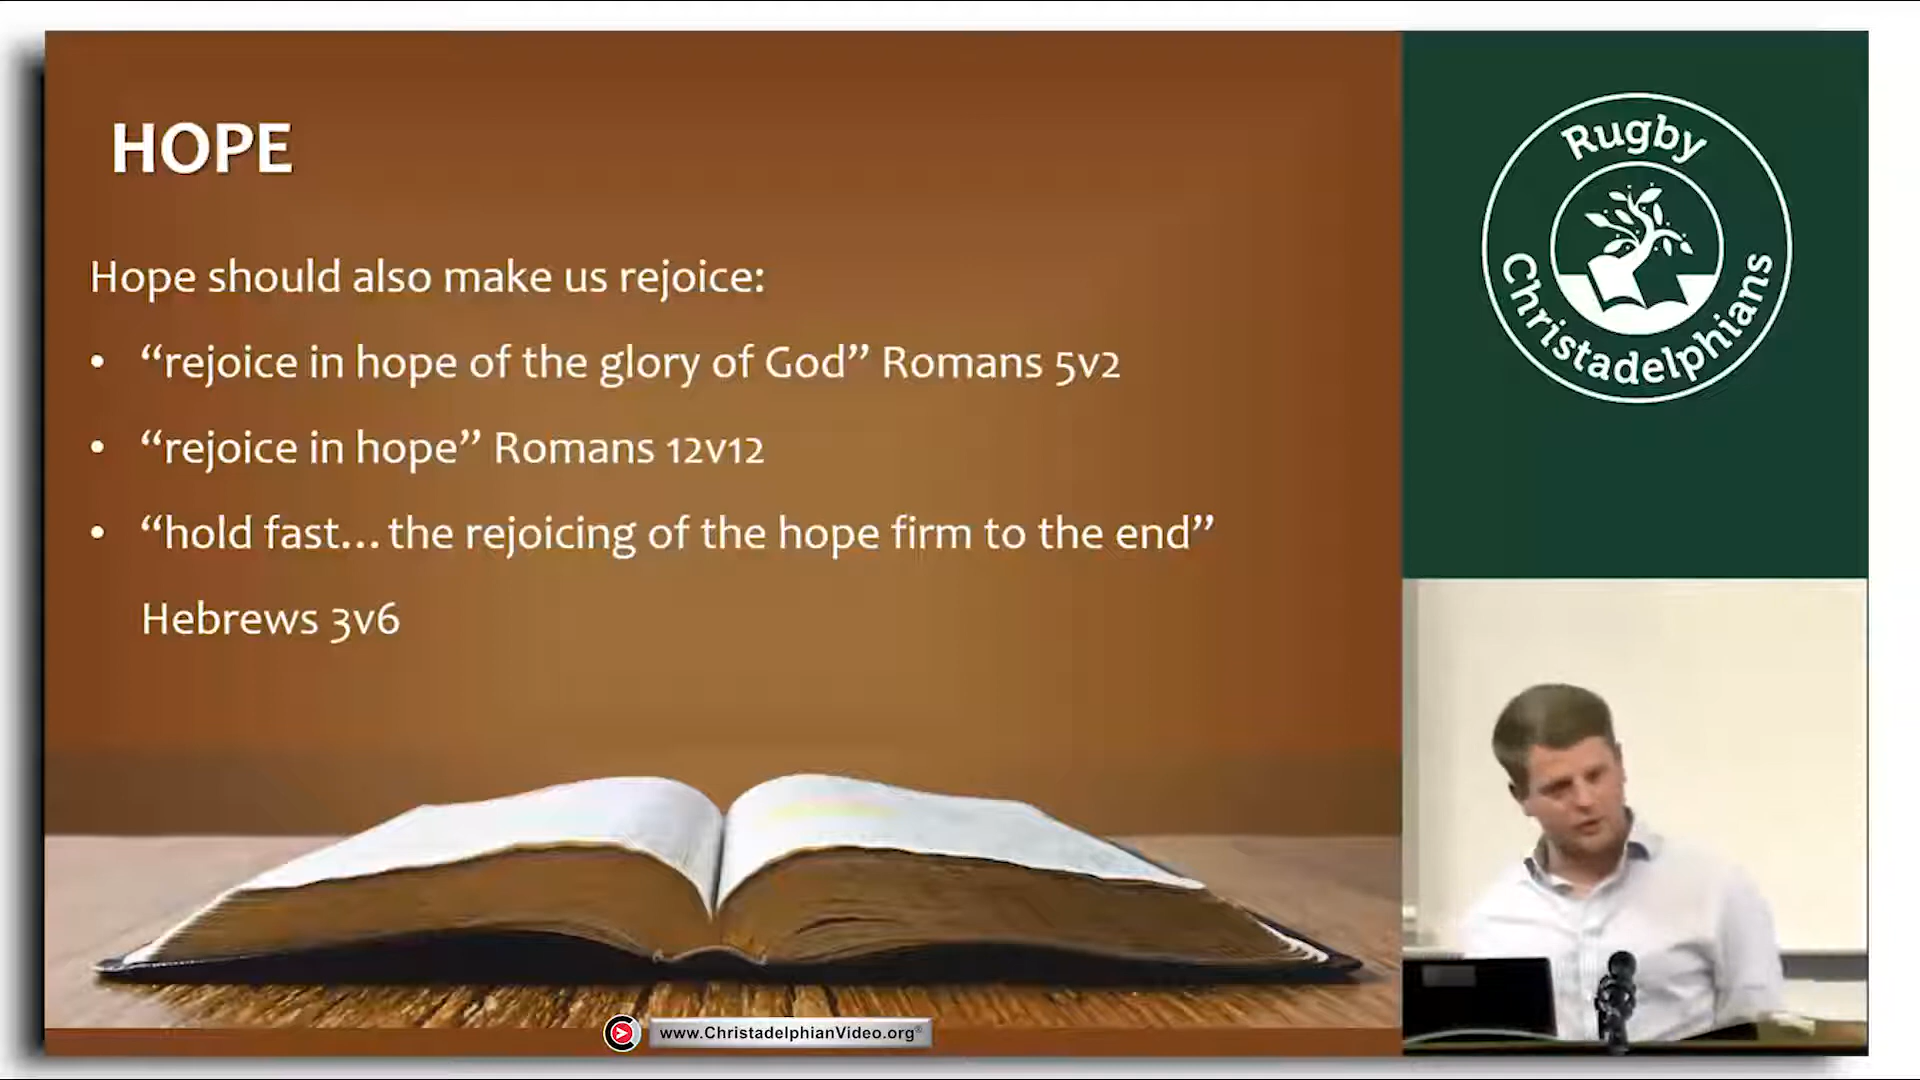 HOPE
Hope should also make us rejoice:
• “rejoice in hope of the glory of God” Romans 5v2
• “rejoice in hope” Romans 12v12
• “hold fast… the rejoicing of the hope firm to the end”
Hebrews 3v6
Rugby
Christadelphians
www.ChristadelphianVideo.org®